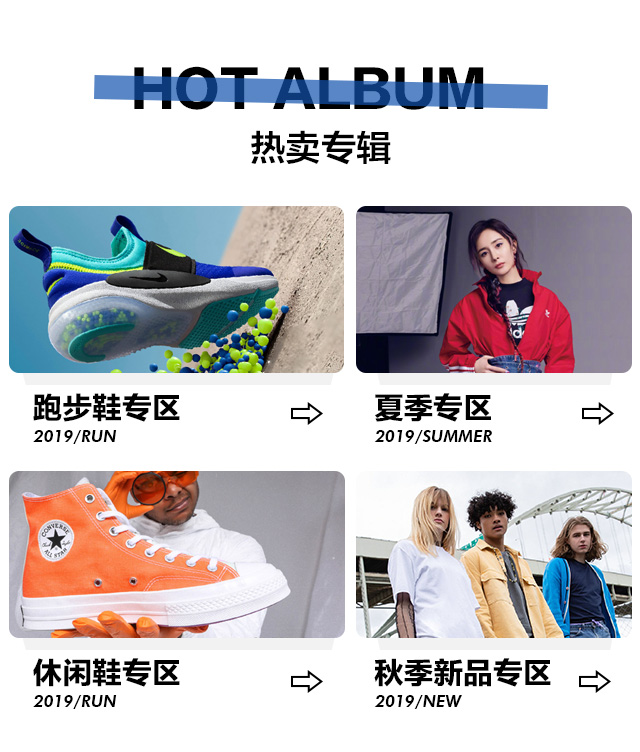 HOT ALBUM
热卖专辑
adidas
跑步鞋专区
2019/RUN
夏季专区
2019/SUMMER
CONVERSE
ALL STAR
休闲鞋专区
2019/RUN
秋季新品专区
2019/NEW